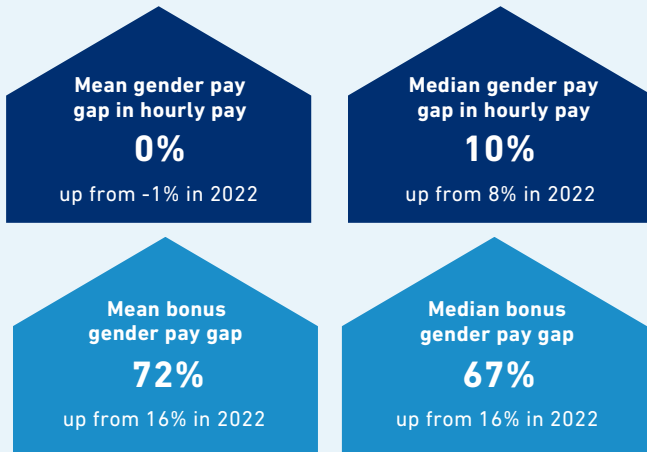 Mean gender pay
gap in hourly pay
0%
up from -1% in 2022
Median gender pay
gap in hourly pay
10%
up from 8% in 2022
Mean bonus
gender pay gap
72%
up from 16% in 2022
Median bonus
gender pay gap
67%
up from 16% in 2022